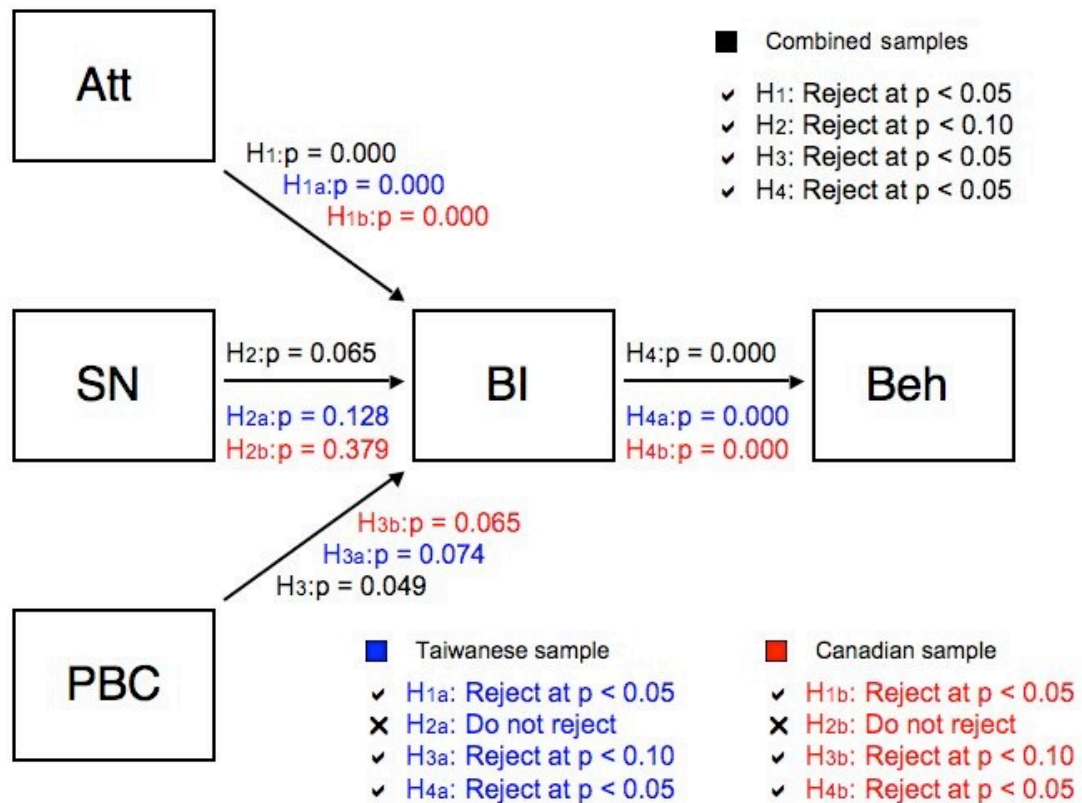 Att
Combined samples
H1: Reject at p < 0.05
H2: Reject at p < 0.10
H3: Reject at p < 0.05
H4: Reject at p < 0.05
H1:p = 0.000
H1a:p = 0.000
H1b:p = 0.000
SN
H2:p = 0.065
H2a:p = 0.128
H2b:p = 0.379
BI
H4:p = 0.000
H4a:p = 0.000
H4b:p = 0.000
Beh
H3b:p = 0.065
H3a:p = 0.074
H3:p = 0.049
PBC
Taiwanese sample
H1a: Reject at p < 0.05
H2a: Do not reject
H3a: Reject at p < 0.10
H4a: Reject at p < 0.05
Canadian sample
H1b: Reject at p < 0.05
H2b: Do not reject
H3b: Reject at p < 0.10
H4b: Reject at p < 0.05